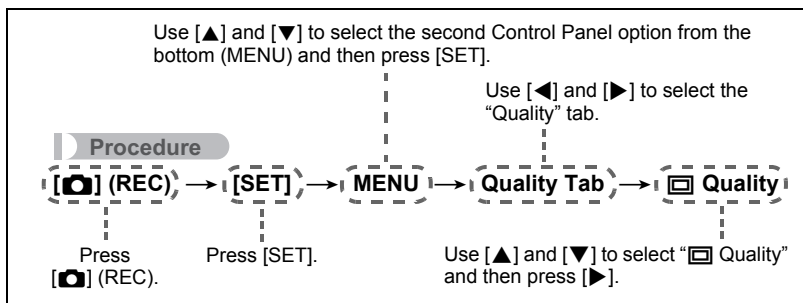 Use [▲] and [▼] to select the second Control Panel option from the
bottom (MENU) and then press [SET].
Use [◀] and [▶] to select the
“Quality” tab.
Procedure
[📷] (REC) → [SET] → MENU → Quality Tab → Quality
Press
[📷] (REC).
Press [SET].
Use [▲] and [▼] to select “ Quality”
and then press [▶].